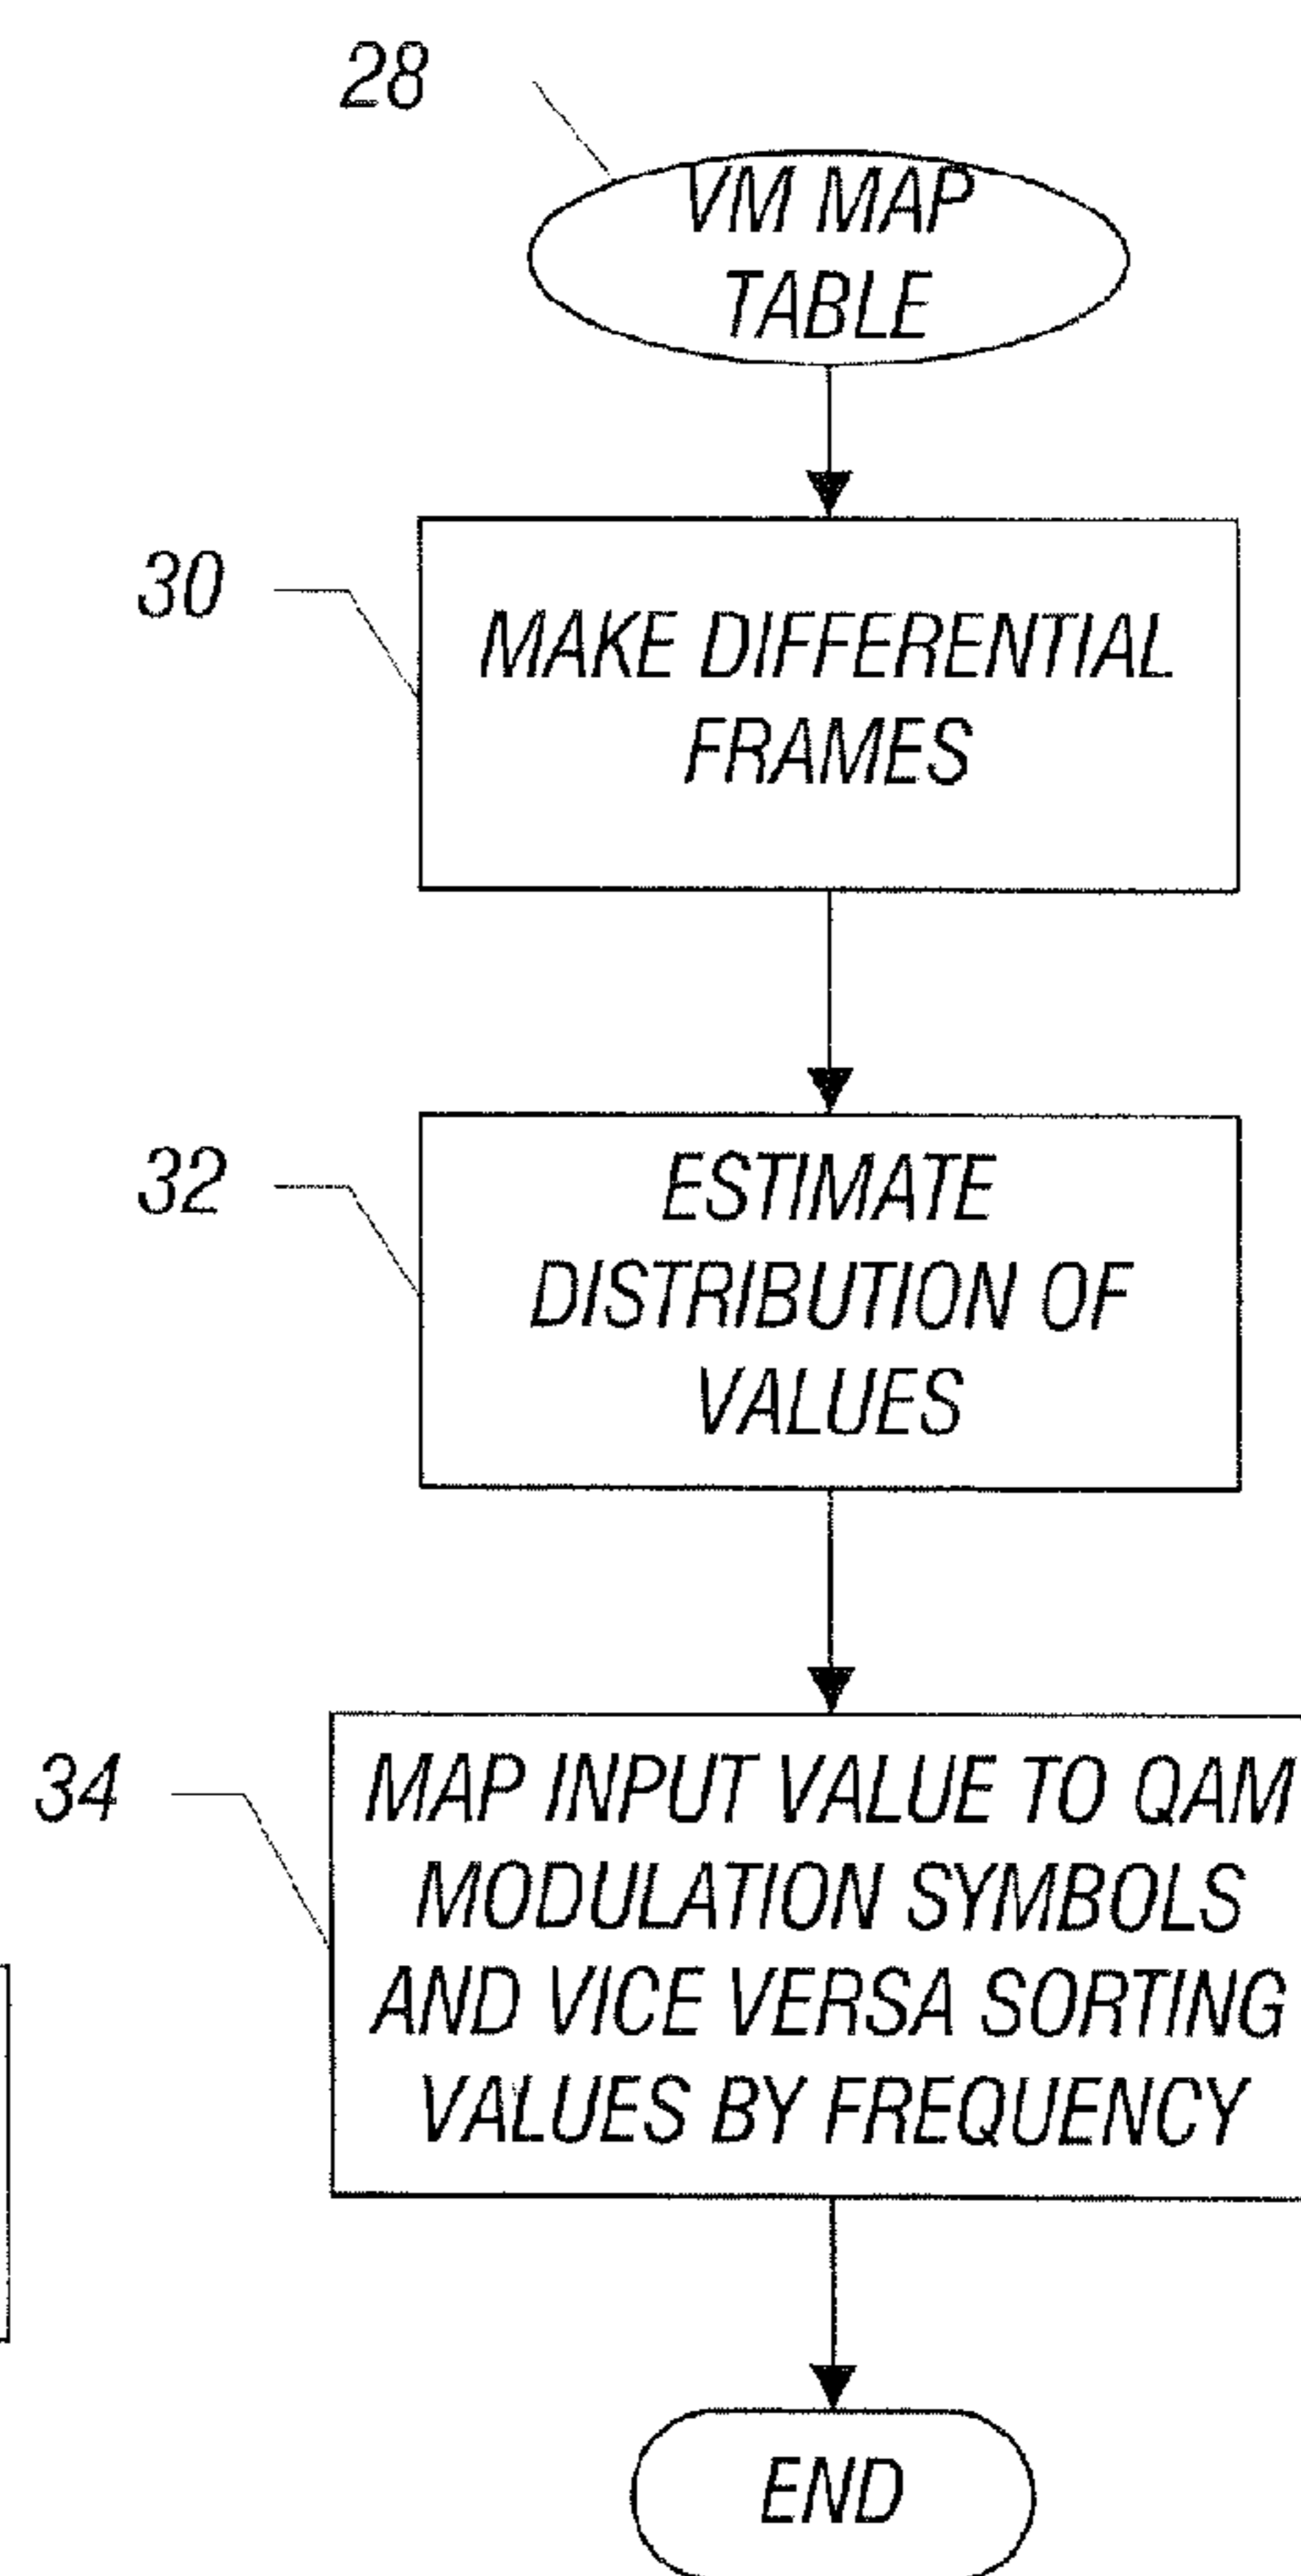 28
VM MAP
TABLE
30
MAKE DIFFERENTIAL
FRAMES
32
ESTIMATE
DISTRIBUTION OF
VALUES
34
MAP INPUT VALUE TO QAM
MODULATION SYMBOLS
AND VICE VERSA SORTING
VALUES BY FREQUENCY
END